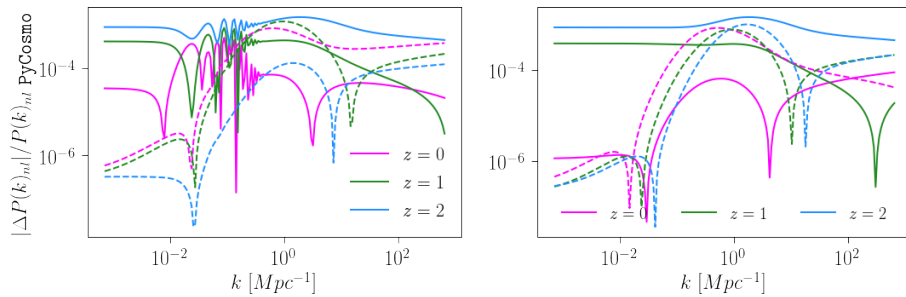 |ΔP(k)_{nl}|/P(k)_{nl} PyCosmo
10^{-4}
10^{-6}
z = 0
z = 1
z = 2
10^{-2}
10^{0}
10^{2}
k [Mpc^{-1}]
10^{-4}
10^{-6}
z = 0 z = 1 z = 2
10^{-2}
10^{0}
10^{2}
k [Mpc^{-1}]